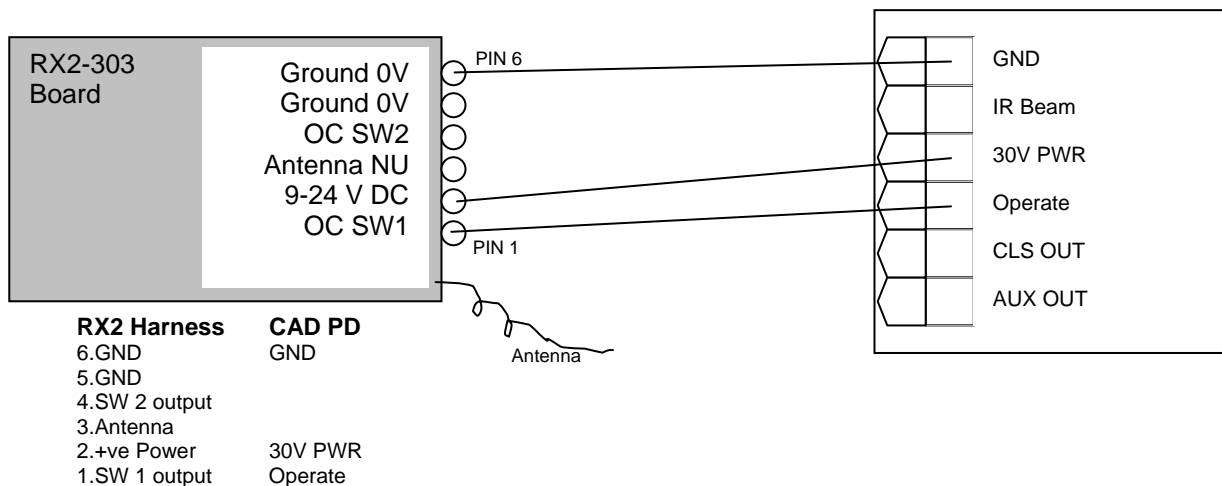 RX2-303
Board
Ground 0V
Ground 0V
OC SW2
Antenna NU
9-24 V DC
OC SW1
PIN 6
PIN 1
Antenna
GND
IR Beam
30V PWR
Operate
CLS OUT
AUX OUT
RX2 Harness CAD PD
6.GND GND
5.GND
4.SW 2 output
3.Antenna
2.+ve Power 30V PWR
1.SW 1 output Operate